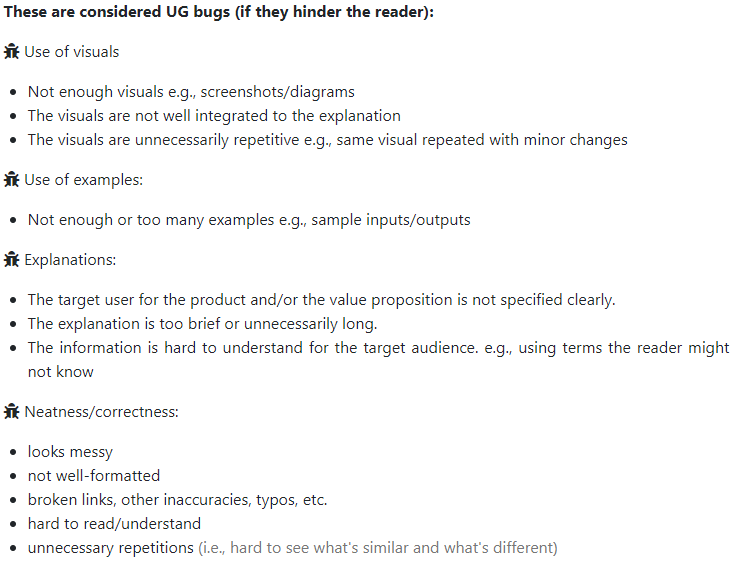 These are considered UG bugs (if they hinder the reader):
Use of visuals
Not enough visuals e.g., screenshots/diagrams
The visuals are not well integrated to the explanation
The visuals are unnecessarily repetitive e.g., same visual repeated with minor changes
Use of examples:
Not enough or too many examples e.g., sample inputs/outputs
Explanations:
The target user for the product and/or the value proposition is not specified clearly.
The explanation is too brief or unnecessarily long.
The information is hard to understand for the target audience. e.g., using terms the reader might
not know
Neatness/correctness:
looks messy
not well-formatted
broken links, other inaccuracies, typos, etc.
hard to read/understand
unnecessary repetitions (i.e., hard to see what's similar and what's different)